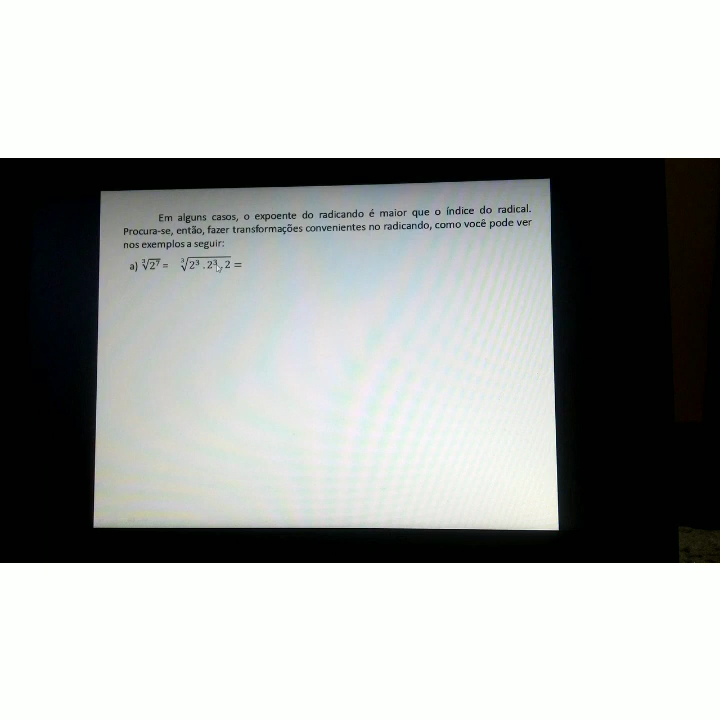 Em alguns casos, o expoente do radicando é maior que o índice do radical.
Procura-se, então, fazer transformações convenientes no radicando, como você pode ver
nos exemplos a seguir:
a) ∛2⁷ = ∛2³ . 2³ . 2 =